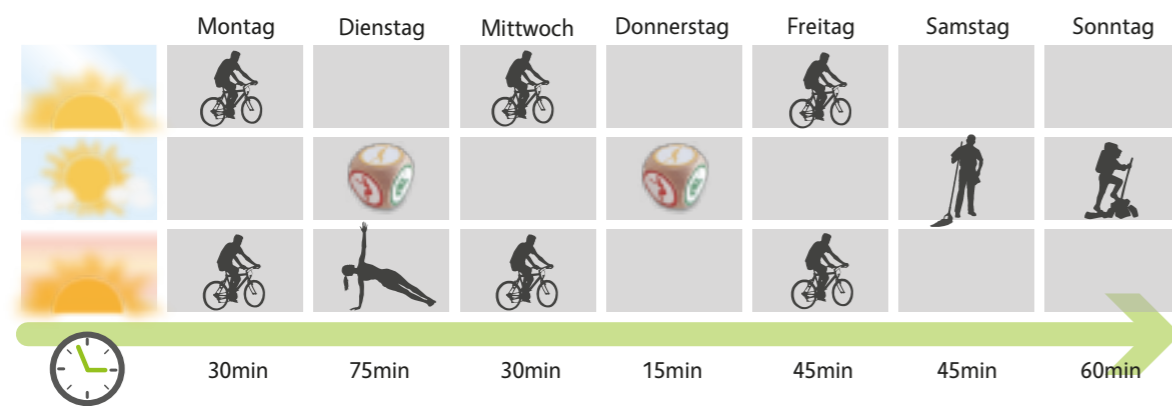 Montag Dienstag Mittwoch Donnerstag Freitag Samstag Sonntag
30min 75min 30min 15min 45min 45min 60min